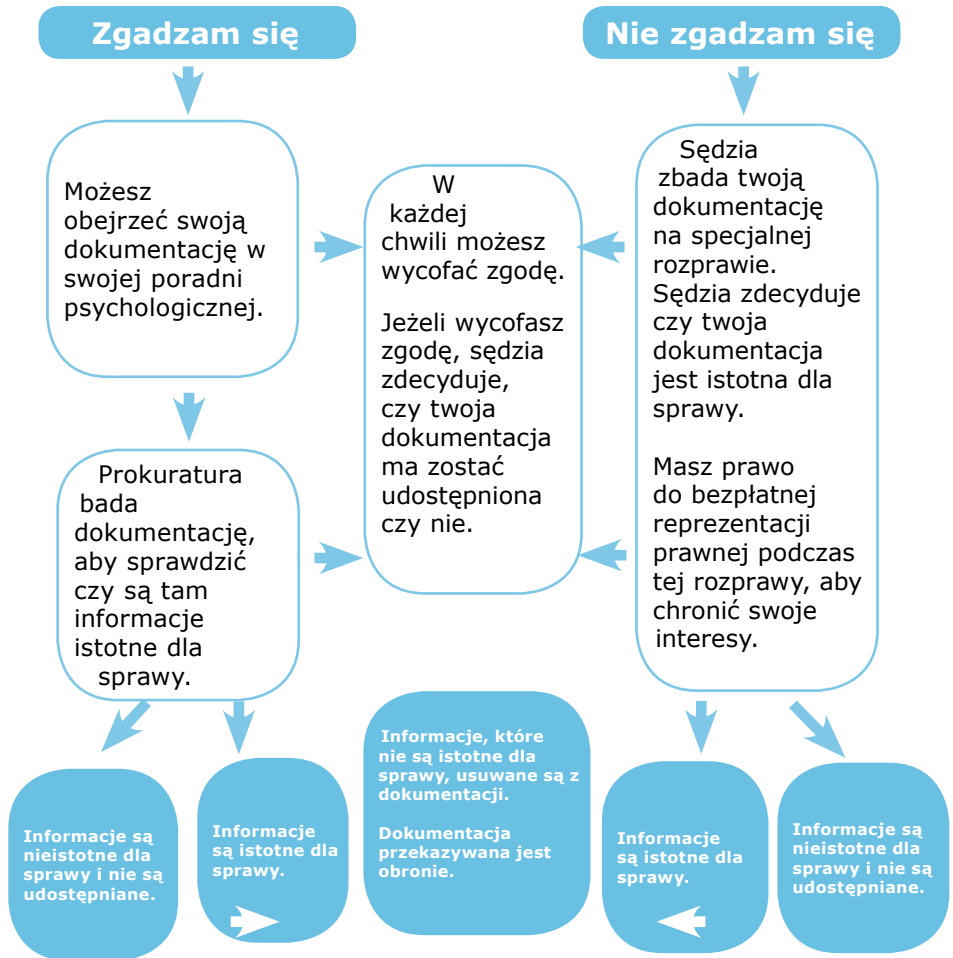 Zgadzam się
Nie zgadzam się
Możesz
obejrzeć swoją
dokumentację w
swojej poradni
psychologicznej.
W
każdej
chwili możesz
wycofać zgodę.
Jeżeli wycofasz
zgodę, sędzia
zdecyduje,
czy twoja
dokumentacja
ma zostać
udostępniona
czy nie.
Sędzia
zbada twoją
dokumentację
na specjalnej
rozprawie.
Sędzia zdecyduje
czy twoja
dokumentacja
jest istotna dla
sprawy.
Masz prawo
do bezpłatnej
reprezentacji
prawnej podczas
tej rozprawy, aby
chronić swoje
interesy.
Prokuratura
bada
dokumentację,
aby sprawdzić
czy są tam
informacje
istotne dla
sprawy.
Informacje są
nieistotne dla
sprawy i nie są
udostępniane.
Informacje
są istotne dla
sprawy.
Informacje, które
nie są istotne dla
sprawy, usuwane są z
dokumentacji.
Dokumentacja
przekazywana jest
obronie.
Informacje
są istotne dla
sprawy.
Informacje są
nieistotne dla
sprawy i nie są
udostępniane.